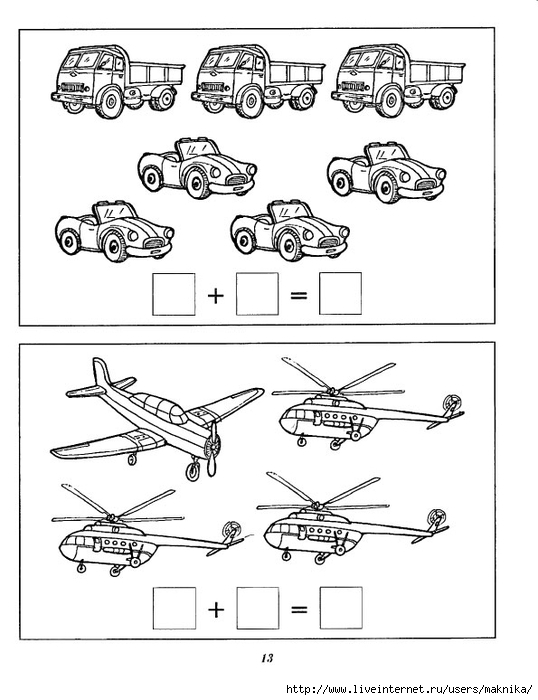 + =
+ =
13
http://www.liveinternet.ru/users/maknika/